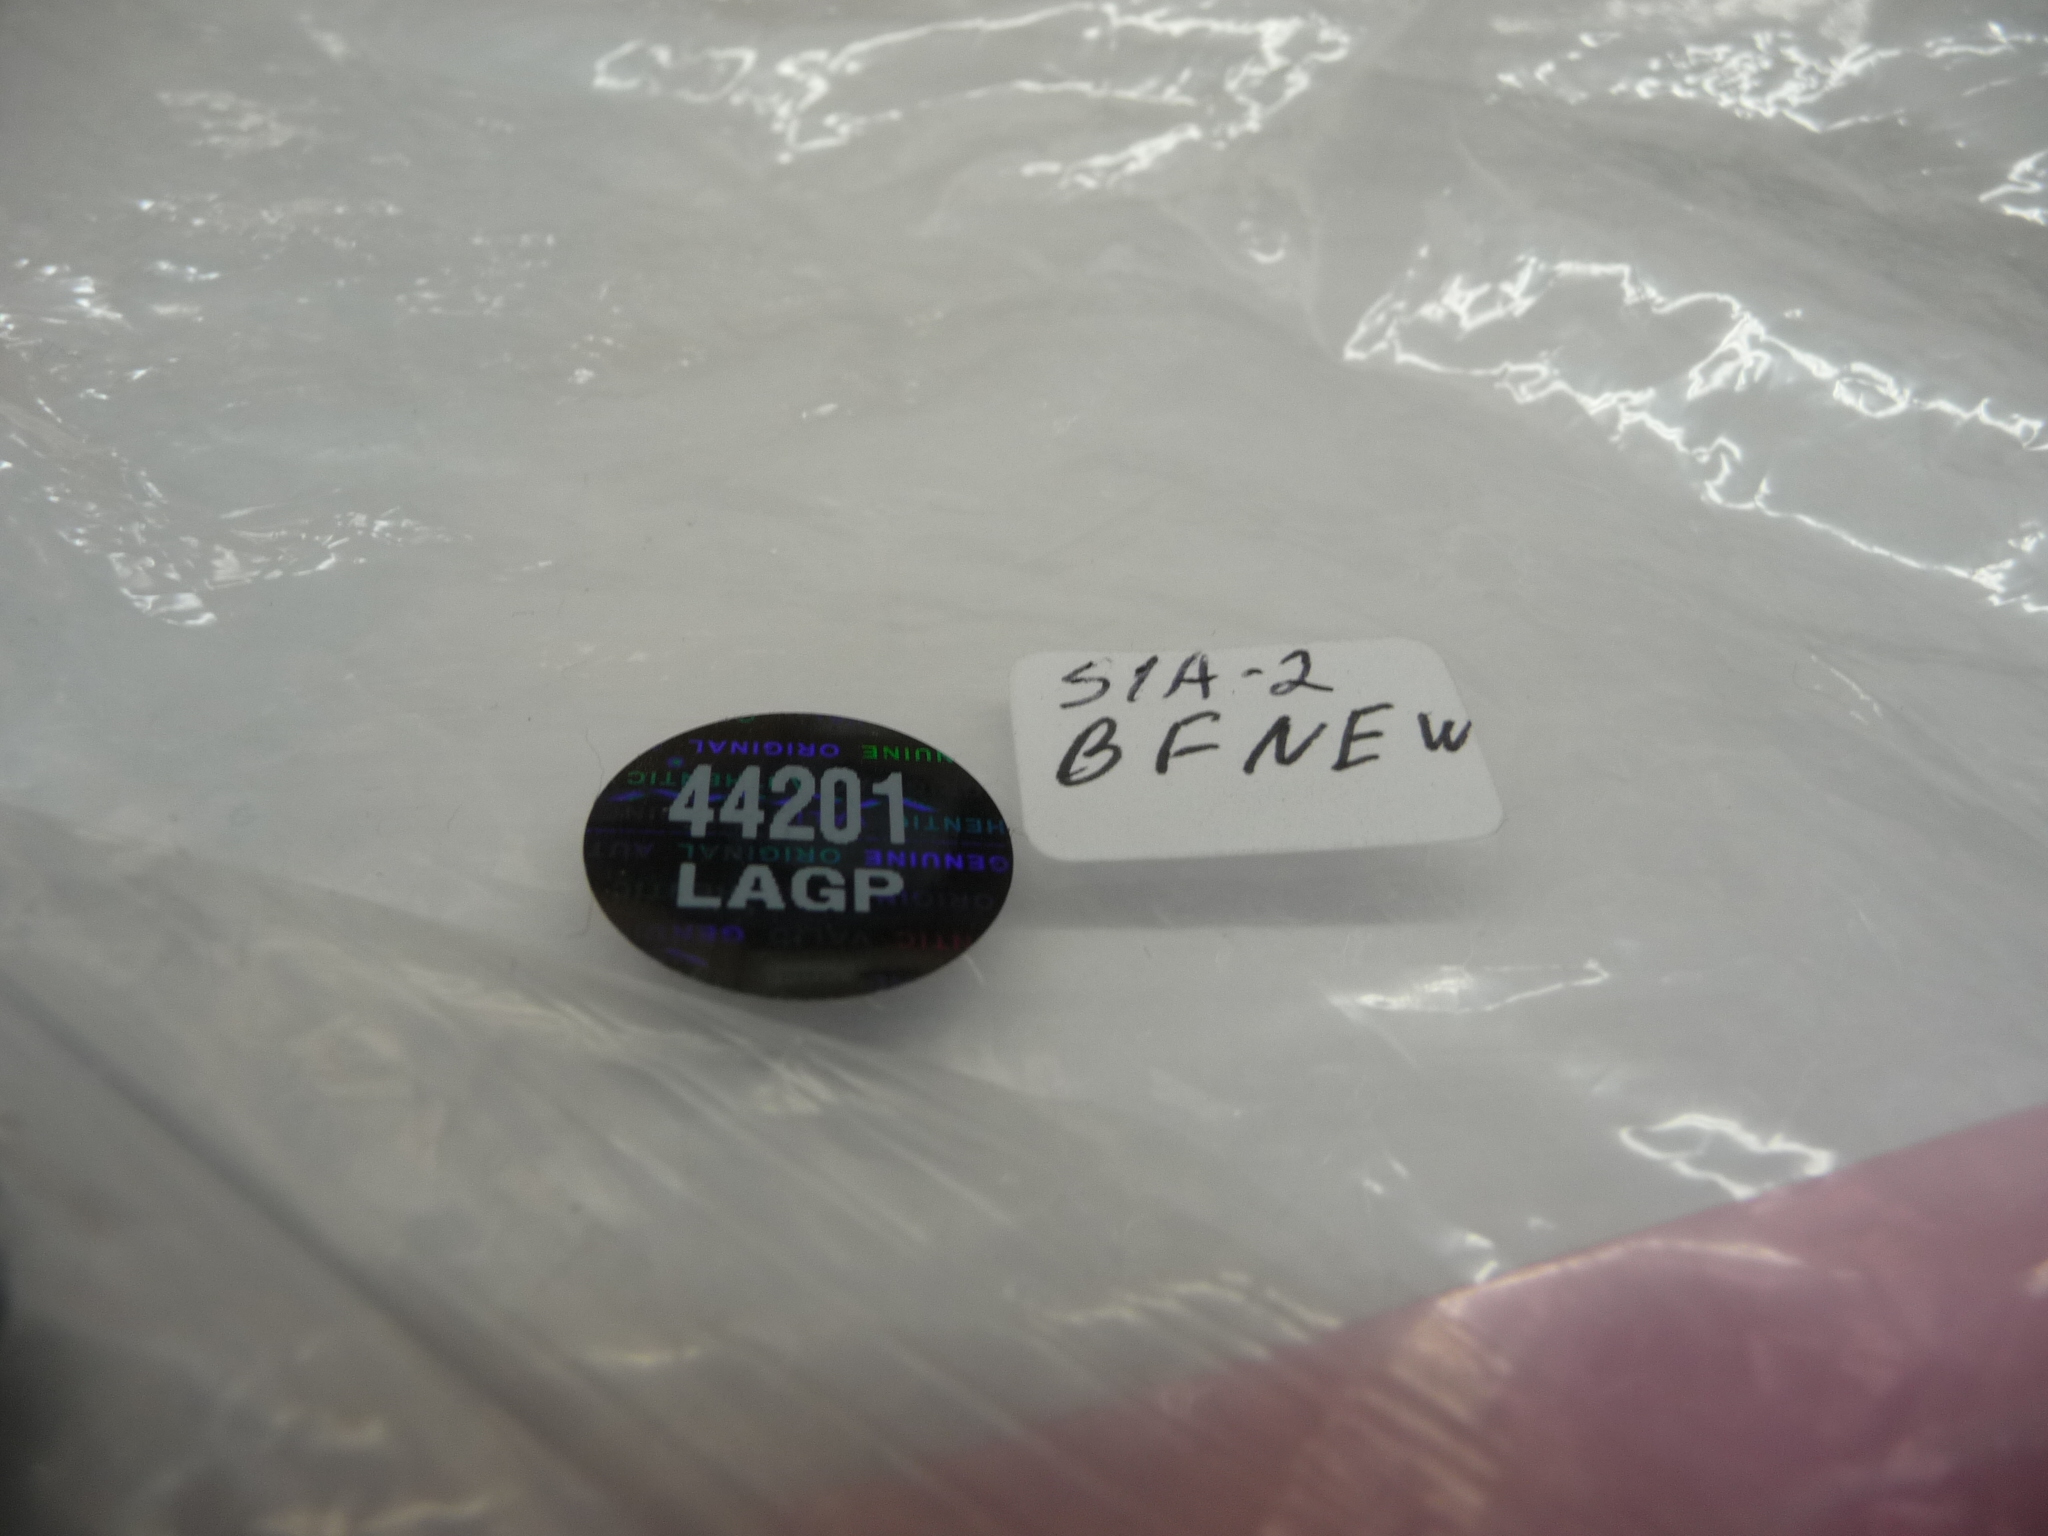 44201
LAGP
S1A-2
BFNEW
ORIGINAL GENUINE
ORIGINAL GENUINE